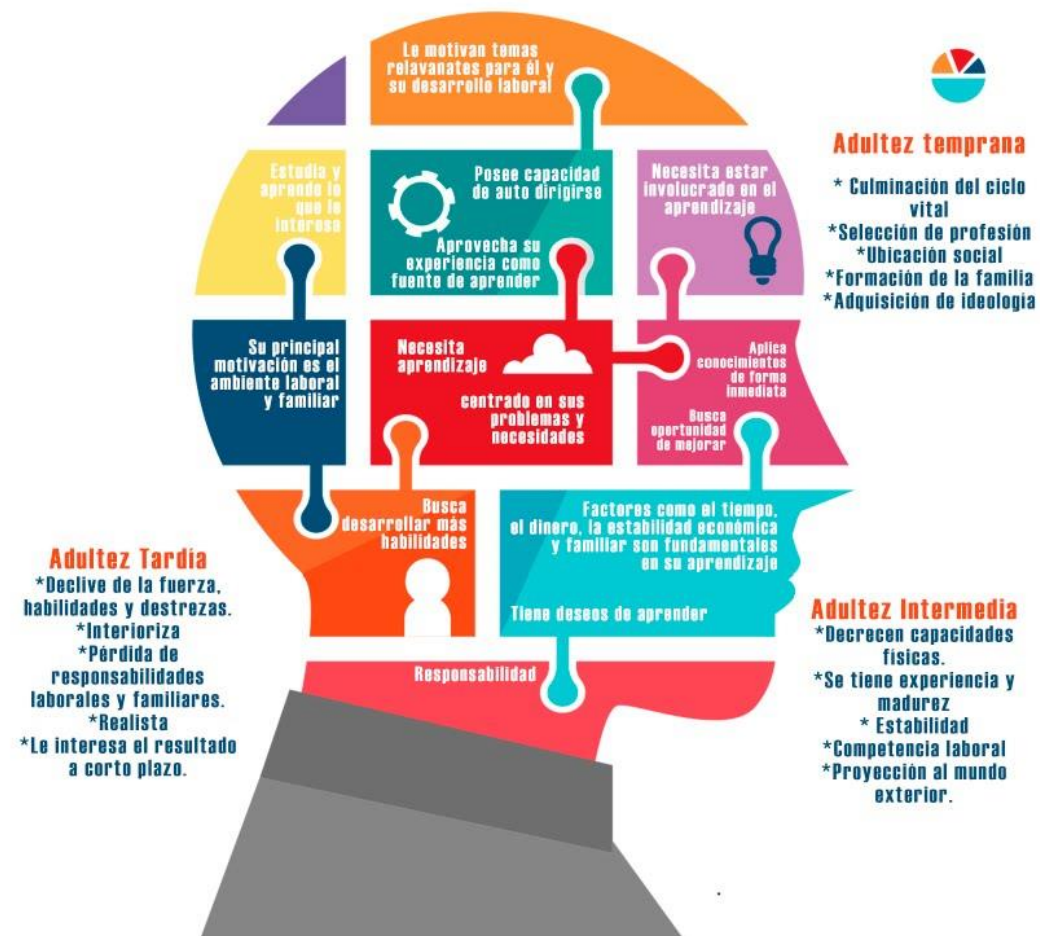 Le motivan temas
relavanates para él y
su desarrollo laboral
Estudia y
aprende lo
que le
interesa
Posee capacidad
de auto dirigirse
Aprovecha su
experiencia como
fuente de aprender
Necesita estar
involucrado en el
aprendizaje
Adultez temprana
* Culminación del ciclo
vital
*Selección de profesión
*Ubicación social
*Formación de la familia
*Adquisición de ideología
Su principal
motivación es el
ambiente laboral
y familiar
Necesita
aprendizaje
centrado en sus
problemas y
necesidades
Aplica
conocimientos
de forma
inmediata
Busca
oportunidad
de mejorar
Busca
desarrollar más
habilidades
Factores como el tiempo,
el dinero, la estabilidad económica
y familiar son fundamentales
en su aprendizaje
Tiene deseos de aprender
Responsabilidad
Adultez Tardía
*Declive de la fuerza,
habilidades y destrezas.
*Interioriza
*Pérdida de
responsabilidades
laborales y familiares.
*Realista
*Le interesa el resultado
a corto plazo.
Adultez Intermedia
*Decrecen capacidades
físicas.
*Se tiene experiencia y
madurez
* Estabilidad
*Competencia laboral
*Proyección al mundo
exterior.